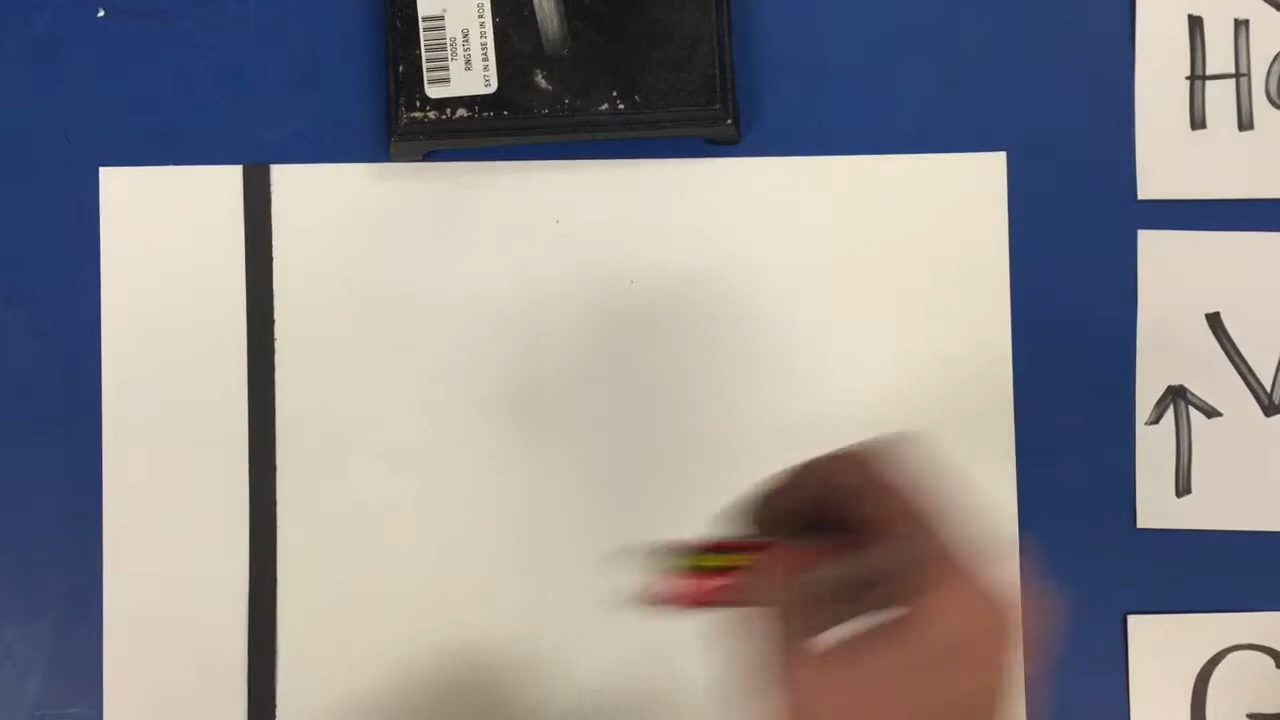 70050
RING STAND
5X7 IN BASE 20 IN ROD
H
↑ V
G